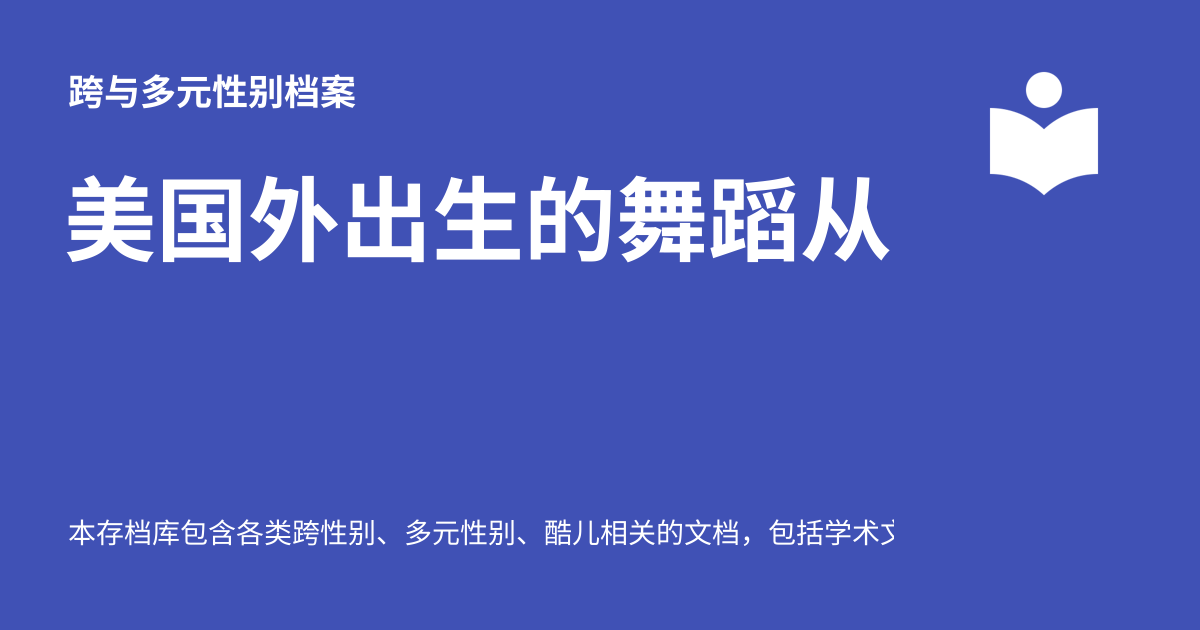 跨与多元性别档案
美国外出生的舞蹈从
本存档库包含各类跨性别、多元性别、酷儿相关的文档，包括学术